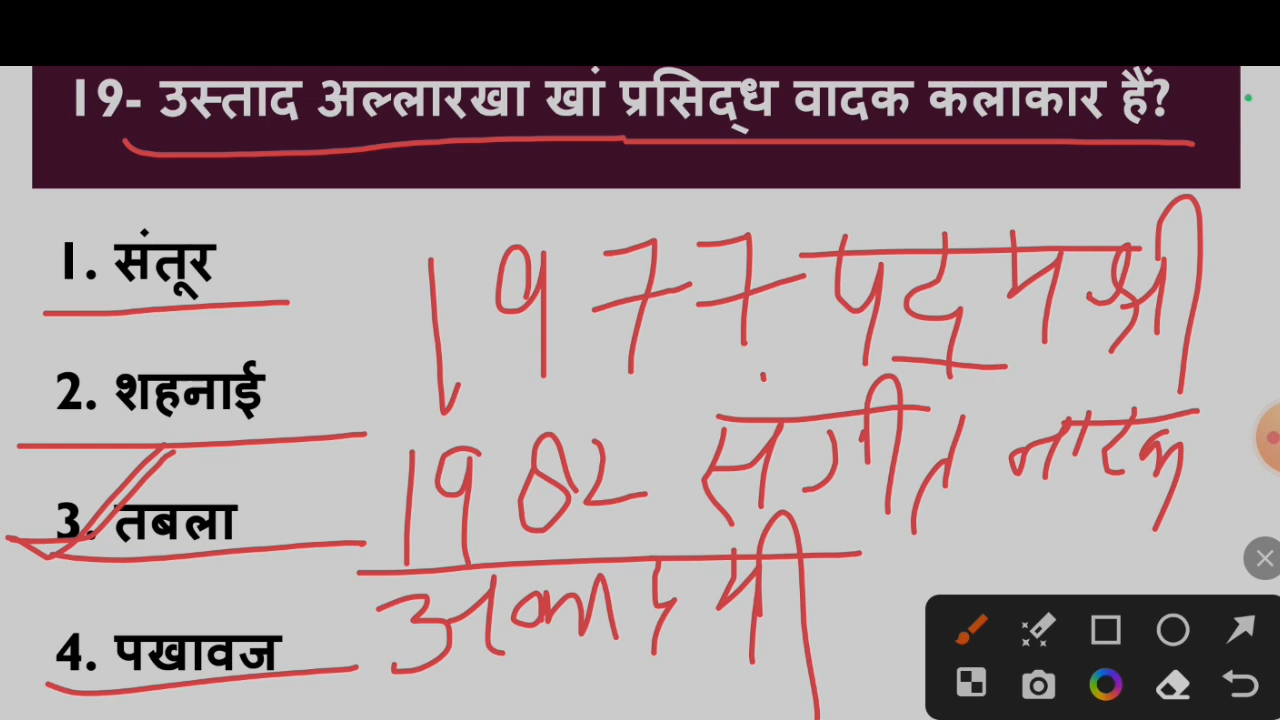 19- उस्ताद अल्लारखा खां प्रसिद्ध वादक कलाकार हैं?
1. संतूर
1977 पद्मश्री
2. शहनाई
1982 संगीत नाटक
3. तबला
अकादमी
4. पखावज